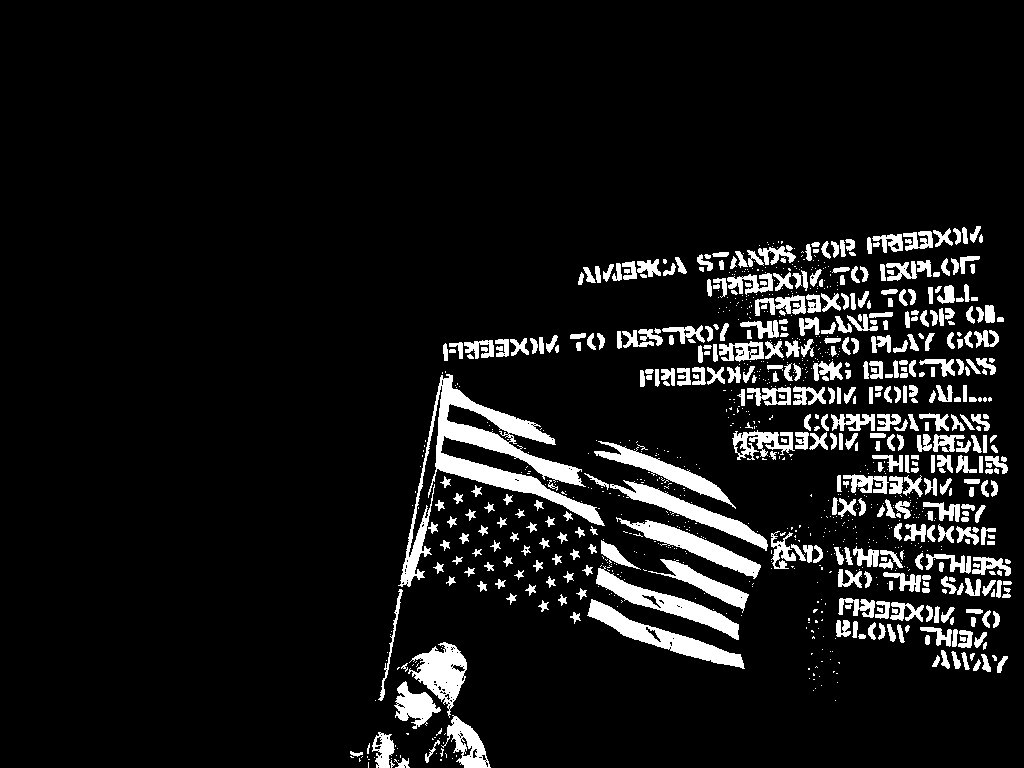 AMERICA STANDS FOR FREEDOM
FREEDOM TO EXPLOIT
FREEDOM TO KILL
FREEDOM TO DESTROY THE PLANET FOR OIL
FREEDOM TO PLAY GOD
FREEDOM TO RIG ELECTIONS
FREEDOM FOR ALL...
CORPERATIONS
FREEDOM TO BREAK
THE RULES
FREEDOM TO
DO AS THEY
CHOOSE
AND WHEN OTHERS
DO THE SAME
FREEDOM TO
BLOW THEM
AWAY